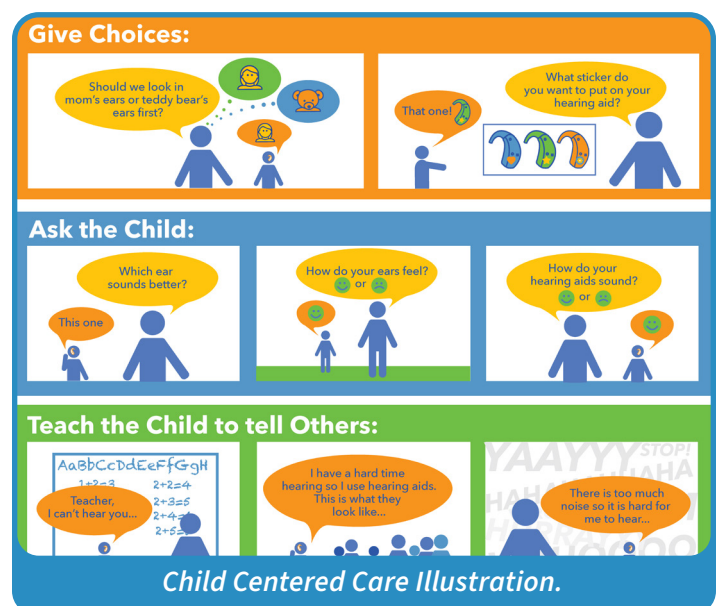 Give Choices:
Should we look in
mom's ears or teddy bear's
ears first?
That one!
What sticker do
you want to put on your
hearing aid?
Ask the Child:
Which ear
sounds better?
This one
How do your ears feel?
or
How do your
hearing aids sound?
or
Teach the Child to tell Others:
AaBbCcDdEeFfGgH
1+2=3 2+2=4
2+3=5
2+4=
2+5=
Teacher,
I can't hear you...
I have a hard time
hearing so I use hearing aids.
This is what they
look like...
YAAYYY STOP!
There is too much
noise so it is hard for
me to hear...
Child Centered Care Illustration.